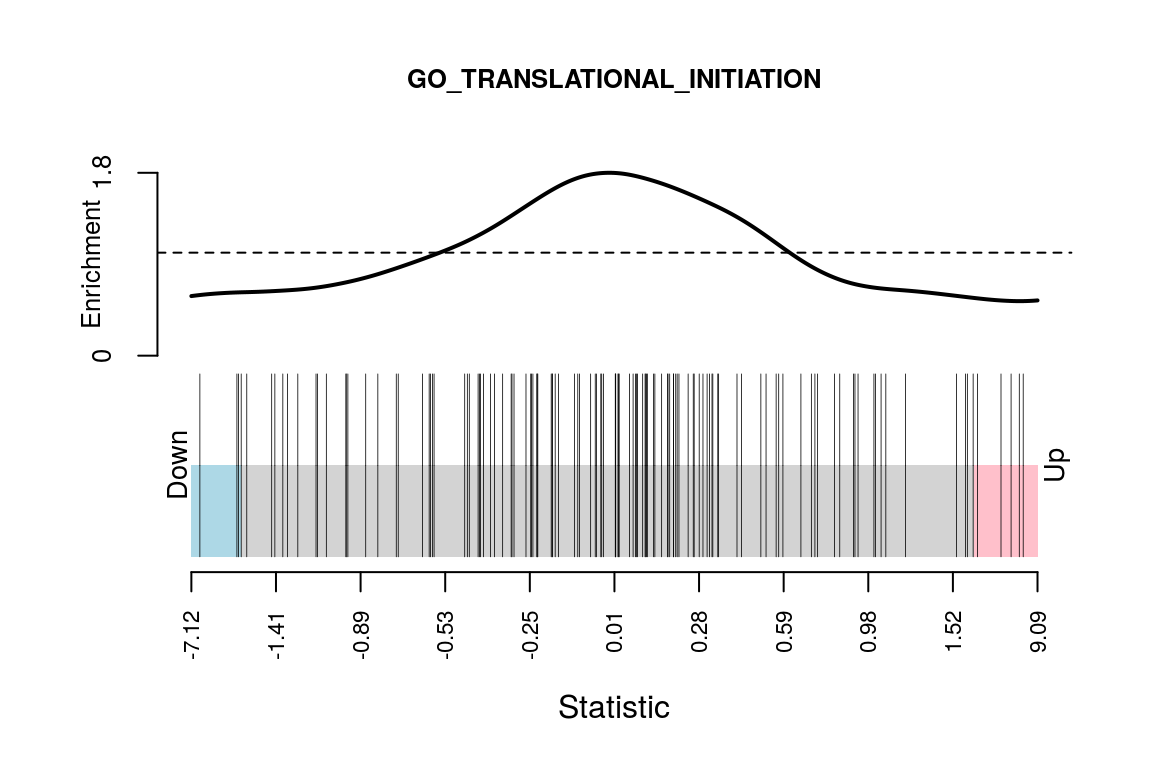 GO_TRANSLATIONAL_INITIATION
1.8
Enrichment
0
Down
Up
-7.12
-1.41
-0.89
-0.53
-0.25
0.01
0.28
0.59
0.98
1.52
9.09
Statistic